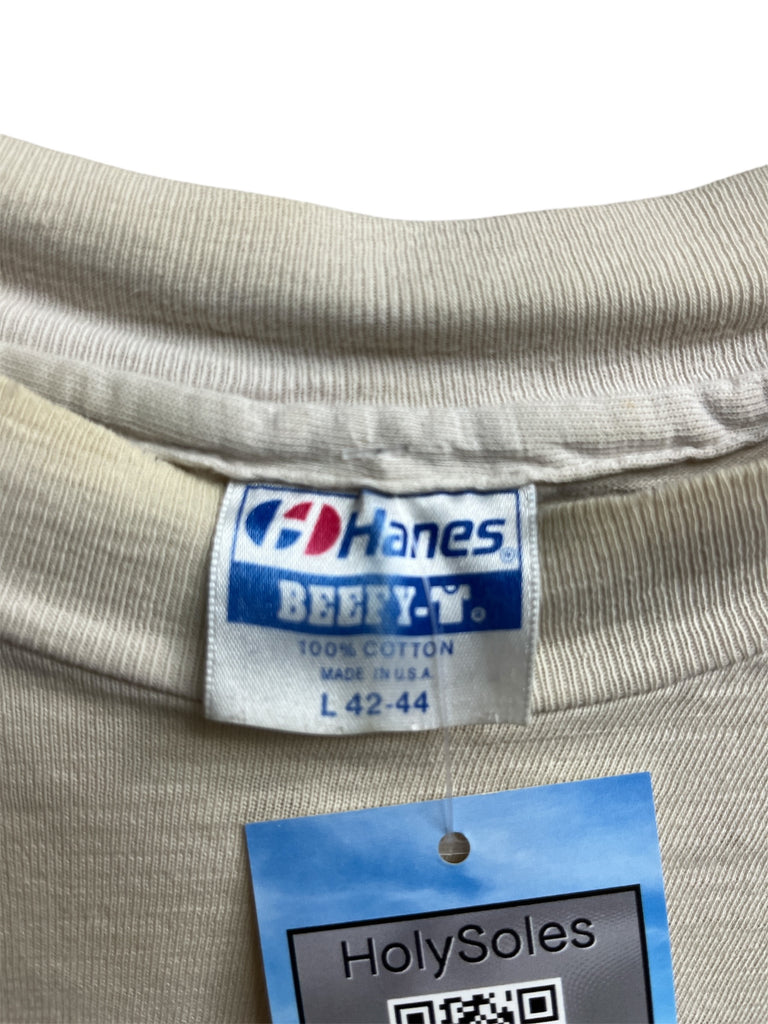 Hanes®
BEEFY-T®
100% COTTON
MADE IN U.S.A.
L 42-44
HolySoles